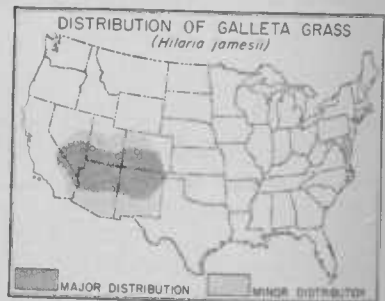 DISTRIBUTION OF GALLETA GRASS
(Hilaria jamesii)
MAJOR DISTRIBUTION
MINOR DISTRIBUTION